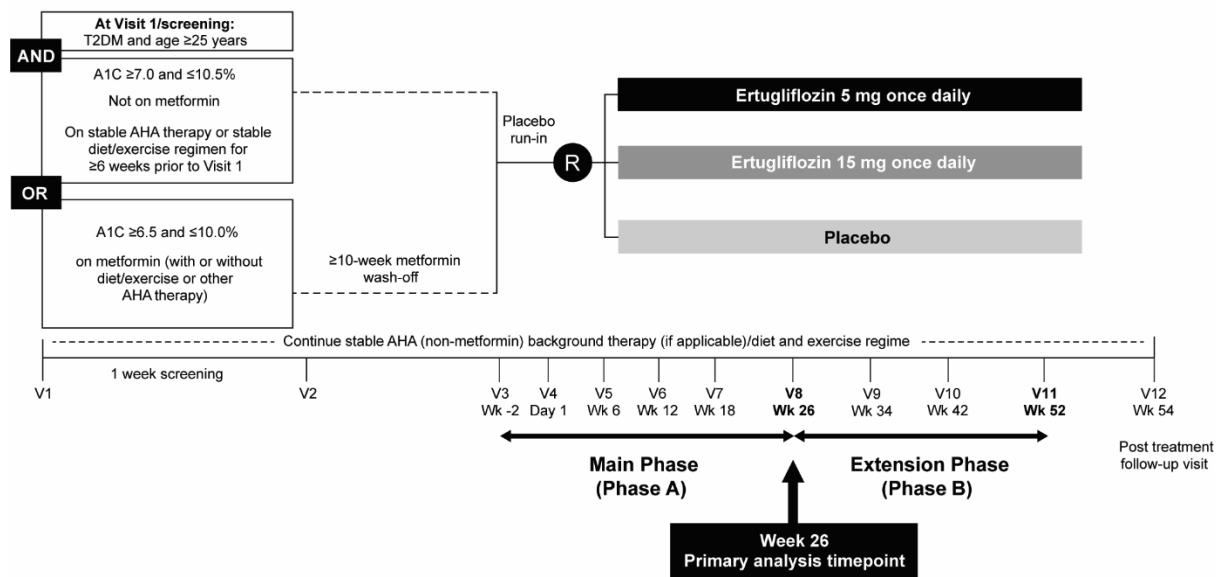 At Visit 1/screening:
T2DM and age ≥25 years
AND
A1C ≥7.0 and ≤10.5%
Not on metformin
On stable AHA therapy or stable
diet/exercise regimen for
≥6 weeks prior to Visit 1
OR
A1C ≥6.5 and ≤10.0%
on metformin (with or without
diet/exercise or other
AHA therapy)
≥10-week metformin
wash-off
Placebo
run-in
R
Ertugliflozin 5 mg once daily
Ertugliflozin 15 mg once daily
Placebo
Continue stable AHA (non-metformin) background therapy (if applicable)/diet and exercise regime
1 week screening
V1
V2
V3
Wk -2
V4
Day 1
V5
Wk 6
V6
Wk 12
V7
Wk 18
V8
Wk 26
V9
Wk 34
V10
Wk 42
V11
Wk 52
V12
Wk 54
Main Phase
(Phase A)
Extension Phase
(Phase B)
Post treatment
follow-up visit
Week 26
Primary analysis timepoint